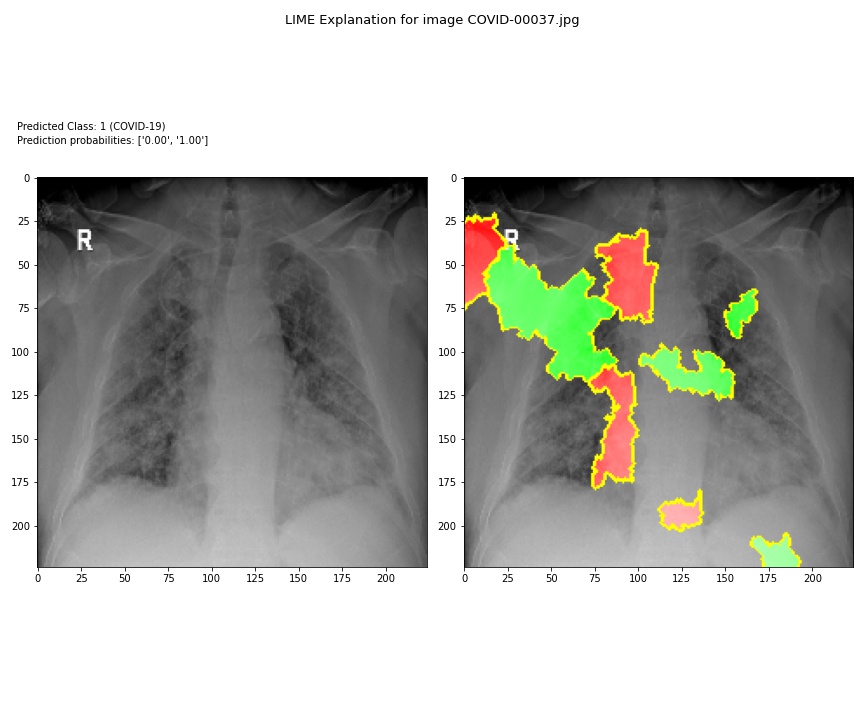 LIME Explanation for image COVID-00037.jpg
Predicted Class: 1 (COVID-19)
Prediction probabilities: ['0.00', '1.00']
0
25
50
75
100
125
150
175
200
0 25 50 75 100 125 150 175 200
R
0
25
50
75
100
125
150
175
200
0 25 50 75 100 125 150 175 200
R